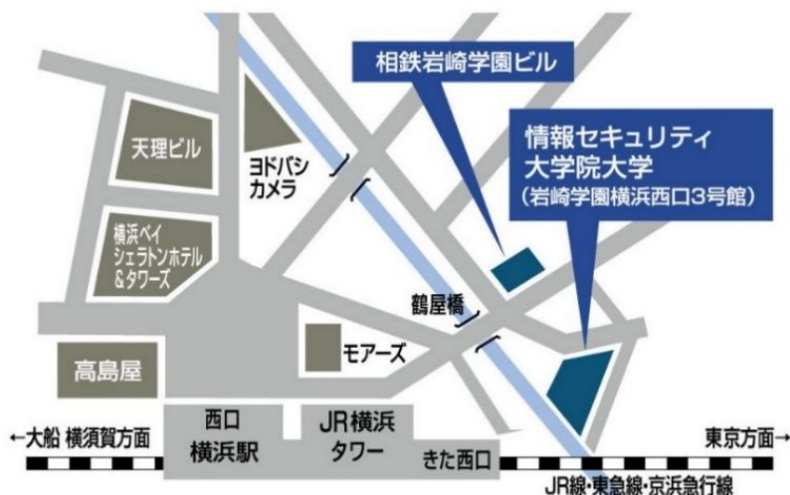 相鉄岩崎学園ビル
情報セキュリティ
大学院大学
(岩崎学園横浜西口3号館)
天理ビル
ヨドバシ
カメラ
横浜ベイ
シェラトンホテル
&タワーズ
鶴屋橋
モアーズ
高島屋
西口
横浜駅
JR横浜
タワー
きた西口
←大船 横須賀方面
東京方面→
JR線・東急線・京浜急行線